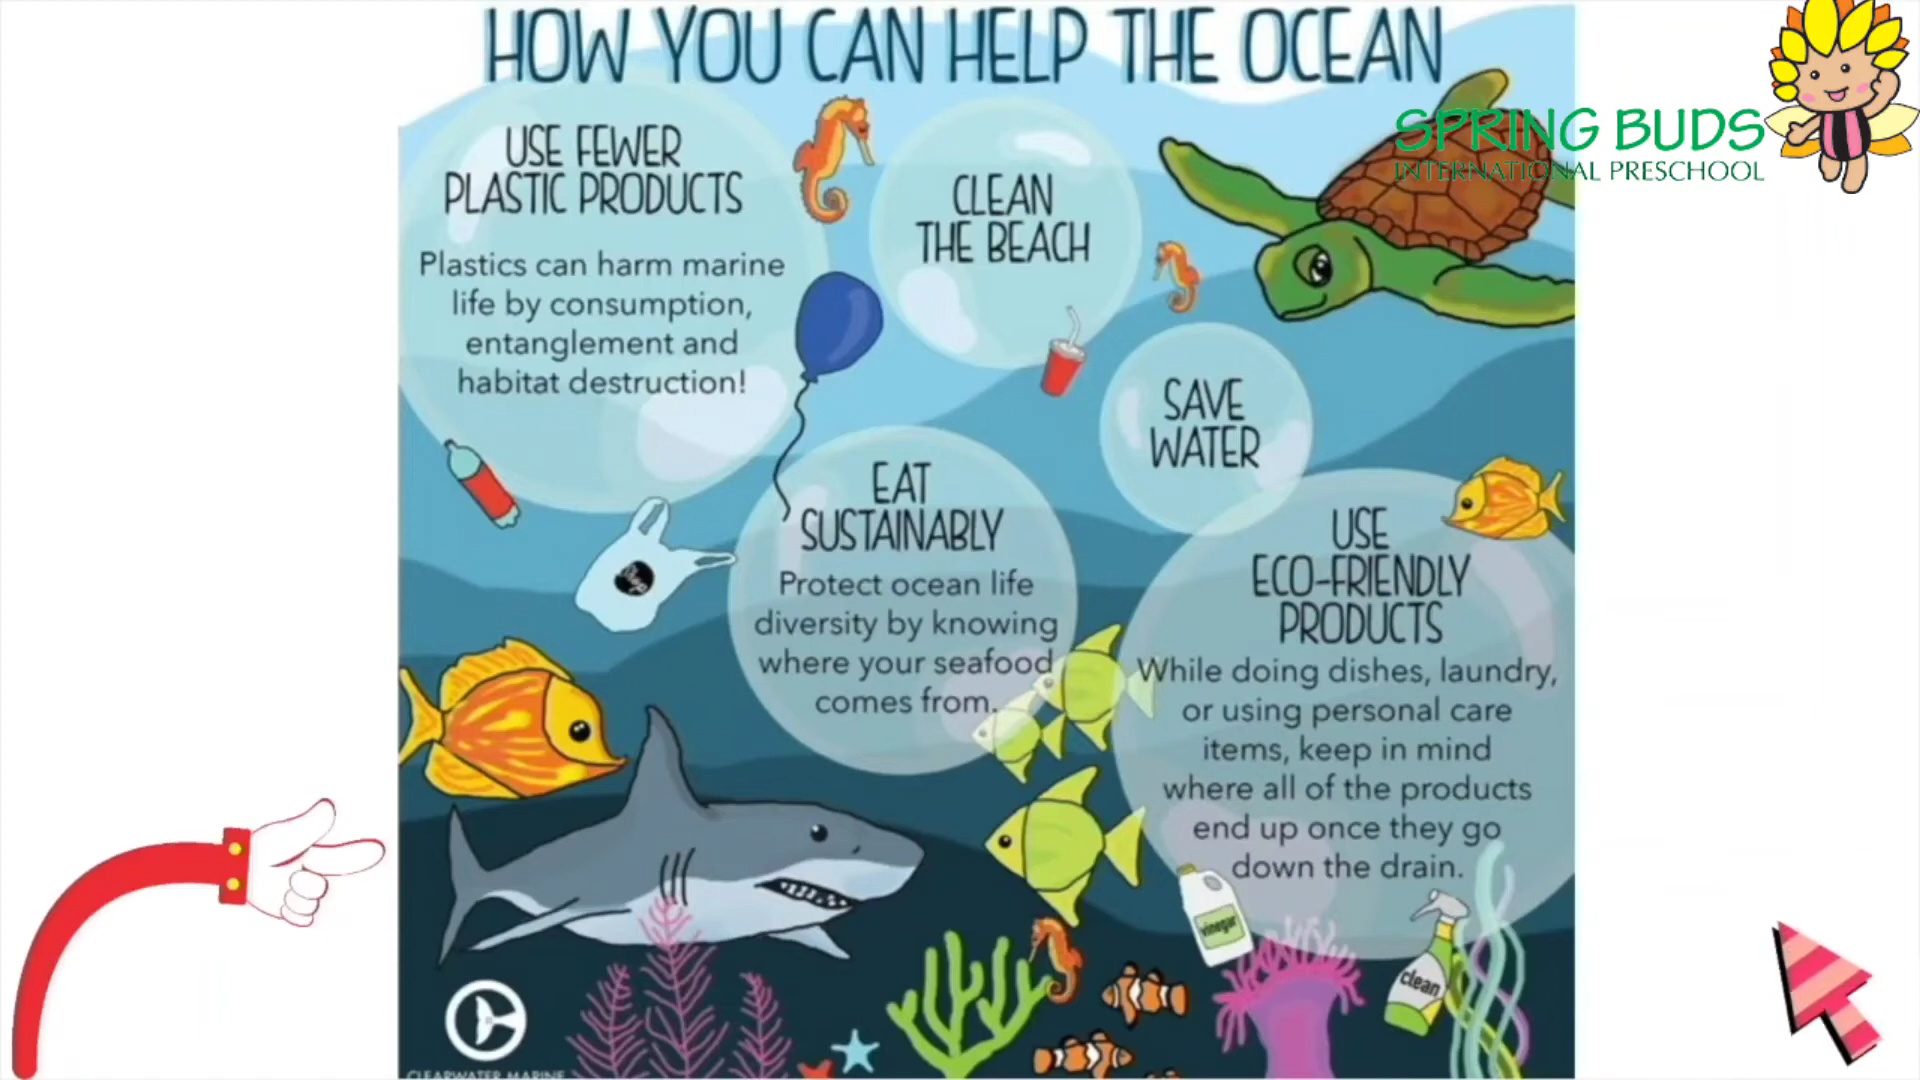 HOW YOU CAN HELP THE OCEAN
SPRING BUDS
INTERNATIONAL PRESCHOOL
USE FEWER
PLASTIC PRODUCTS
Plastics can harm marine
life by consumption,
entanglement and
habitat destruction!
CLEAN
THE BEACH
SAVE
WATER
EAT
SUSTAINABLY
Protect ocean life
diversity by knowing
where your seafood
comes from.
USE
ECO-FRIENDLY
PRODUCTS
While doing dishes, laundry,
or using personal care
items, keep in mind
where all of the products
end up once they go
down the drain.
vinegar
clean
CLEARWATER MARINE